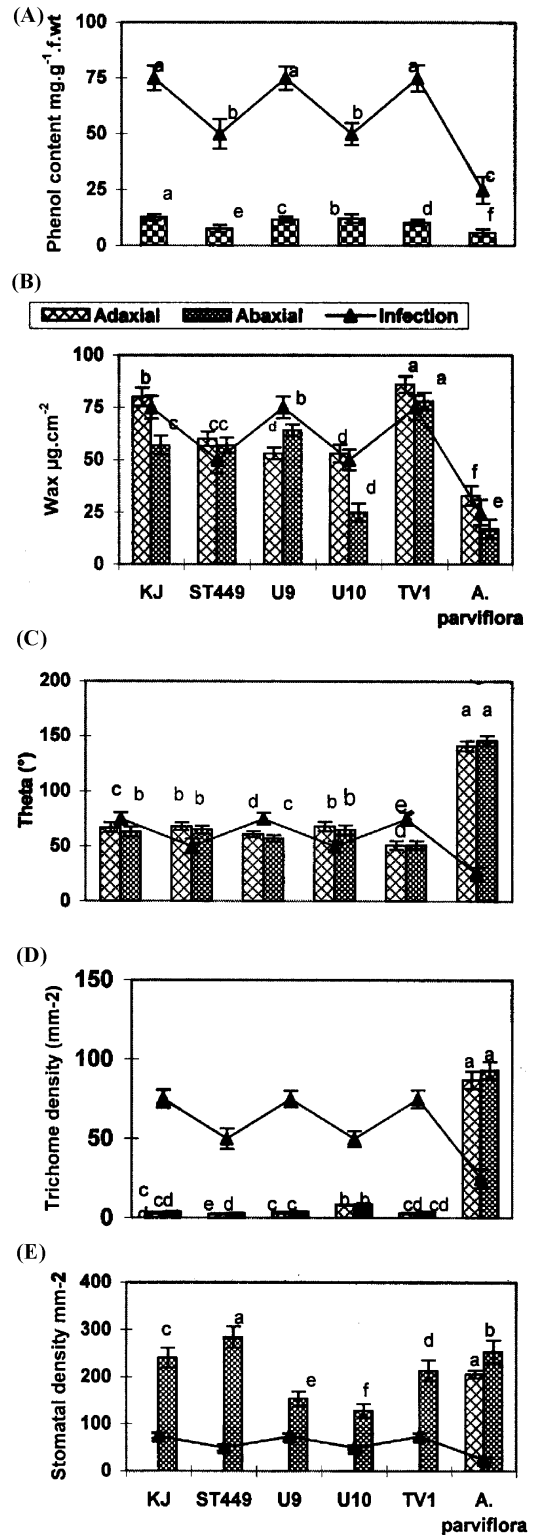 (A)
Phenol content mg.g-1.f.wt
100
75
50
25
0
a b a b a c
a e c b d f
(B)
Adaxial Abaxial Infection
Wax µg.cm-2
100
75
50
25
0
b c cc d b d d a a f e
KJ ST449 U9 U10 TV1 A. parviflora
(C)
Theta (°)
200
150
100
50
0
c b b b d c b b e d a a
(D)
Trichome density (mm-2)
150
100
50
0
c d cd e d c c b b cd cd a a
(E)
Stomatal density mm-2
400
300
200
100
0
c a e f d a b
KJ ST449 U9 U10 TV1 A. parviflora